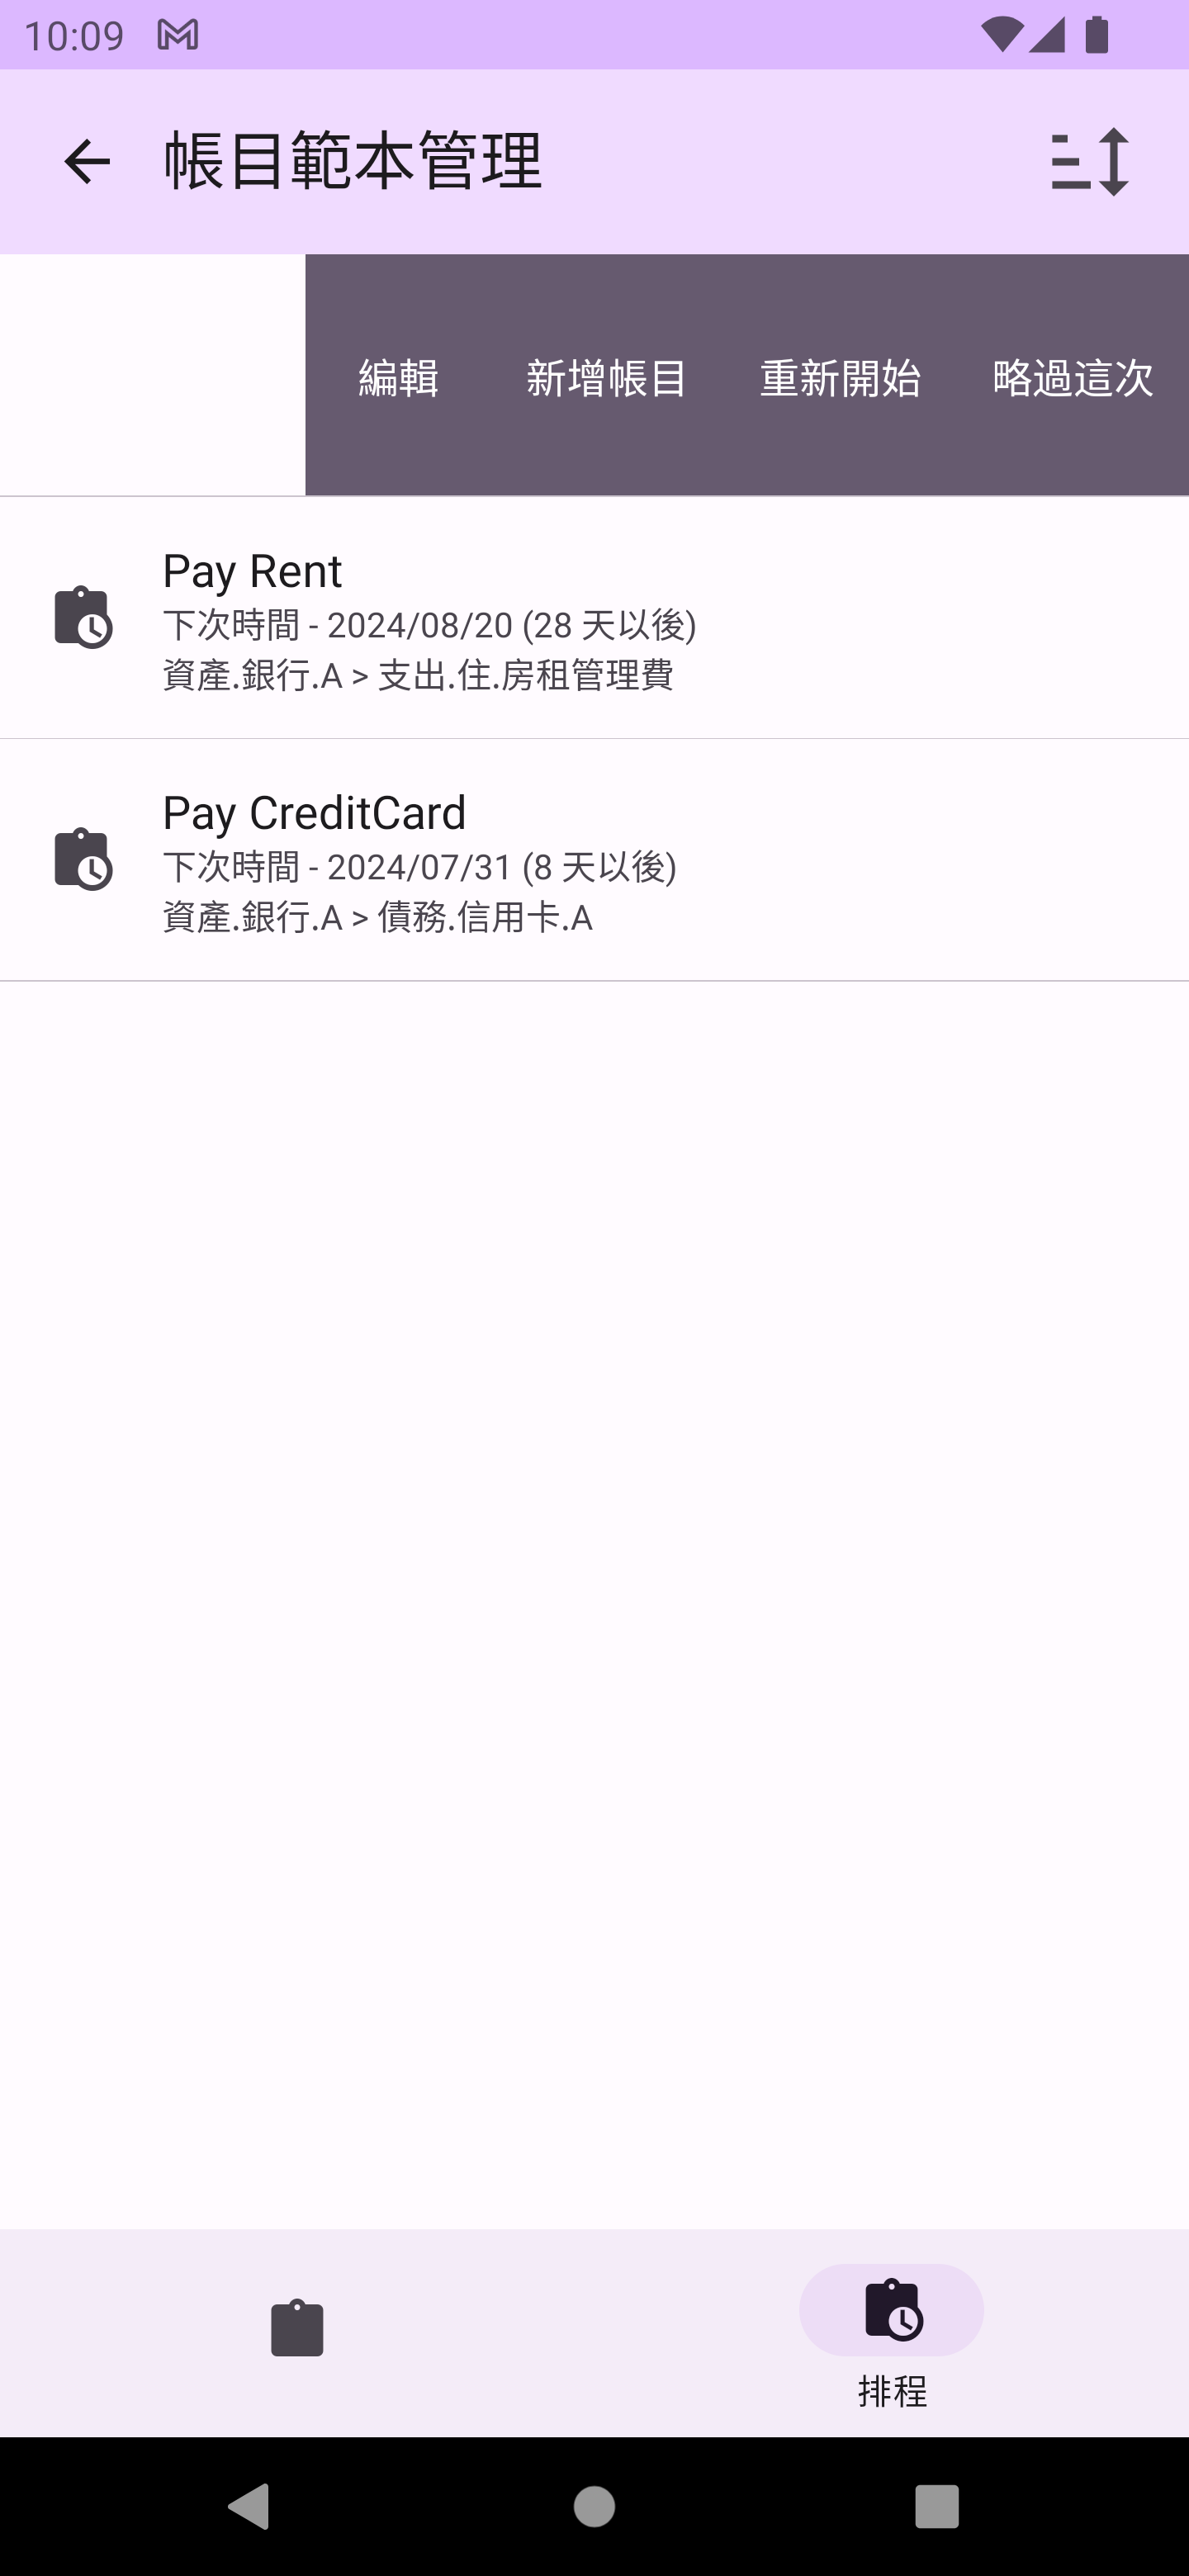 10:09
帳目範本管理
編輯 新增帳目 重新開始 略過這次
Pay Rent
下次時間 - 2024/08/20 (28 天以後)
資產.銀行.A > 支出.住.房租管理費
Pay CreditCard
下次時間 - 2024/07/31 (8 天以後)
資產.銀行.A > 債務.信用卡.A
排程